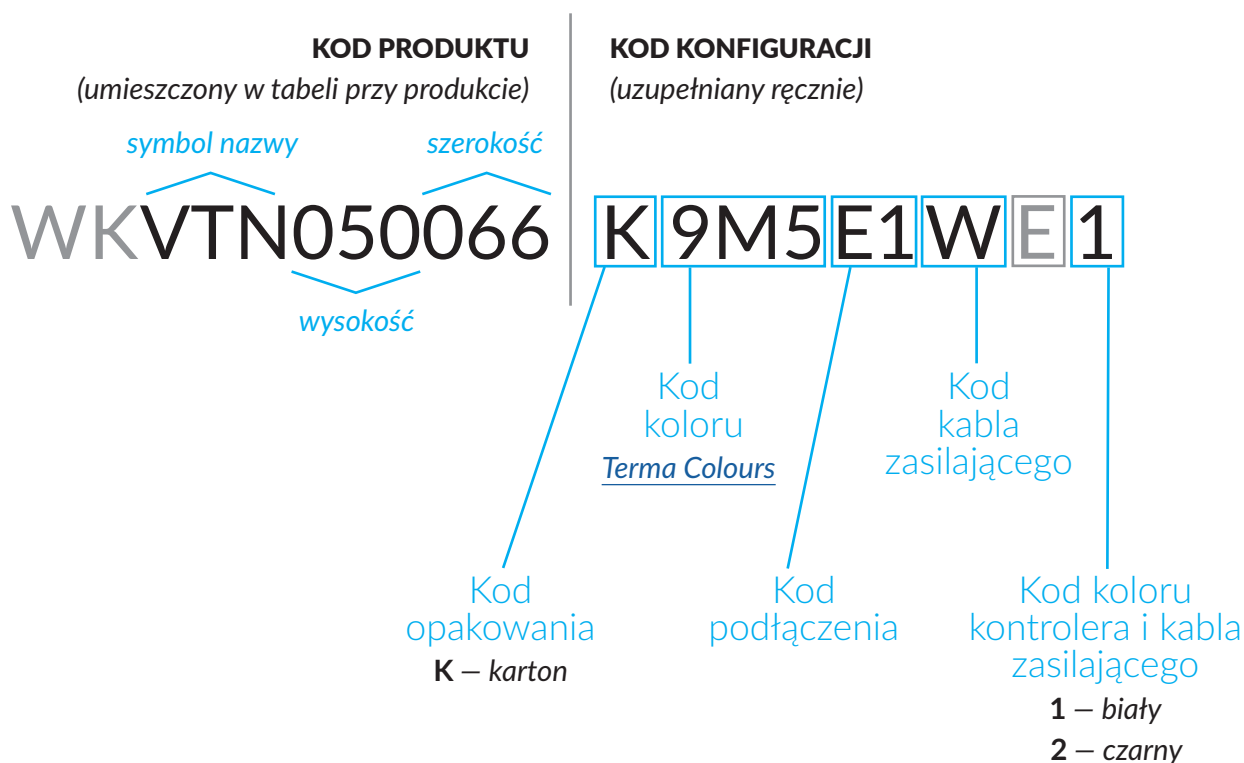 KOD PRODUKTU
(umieszczony w tabeli przy produkcie)
KOD KONFIGURACJI
(uzupełniany ręcznie)
symbol nazwy
szerokość
WKVTN050066
K 9M5 E1 W E 1
wysokość
Kod
koloru
Terma Colours
Kod
kabla
zasilającego
Kod
opakowania
K – karton
Kod
podłączenia
Kod koloru
kontrolera i kabla
zasilającego
1 – biały
2 – czarny